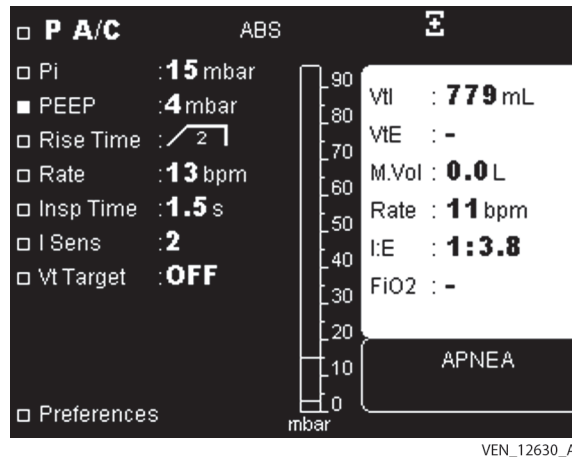 P A/C ABS
Pi :15 mbar
PEEP :4 mbar
Rise Time : 2
Rate :13 bpm
Insp Time :1.5 s
I Sens :2
Vt Target :OFF
Preferences
90
80
70
60
50
40
30
20
10
0
mbar
VtI : 779 mL
VtE : -
M.Vol : 0.0 L
Rate : 11 bpm
I:E : 1:3.8
FiO2 : -
APNEA
VEN_12630_A